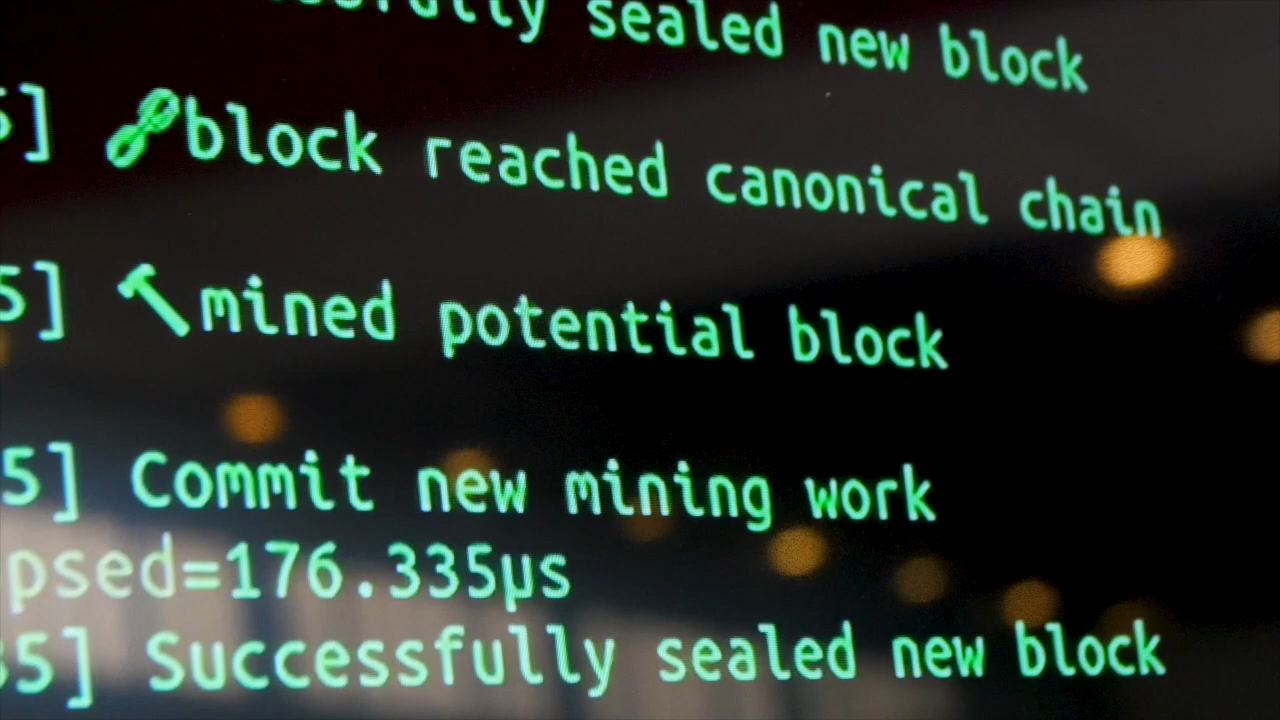 sealed new block
5] 🔗block reached canonical chain
5] 🔨mined potential block
5] Commit new mining work
psed=176.335µs
35] Successfully sealed new block